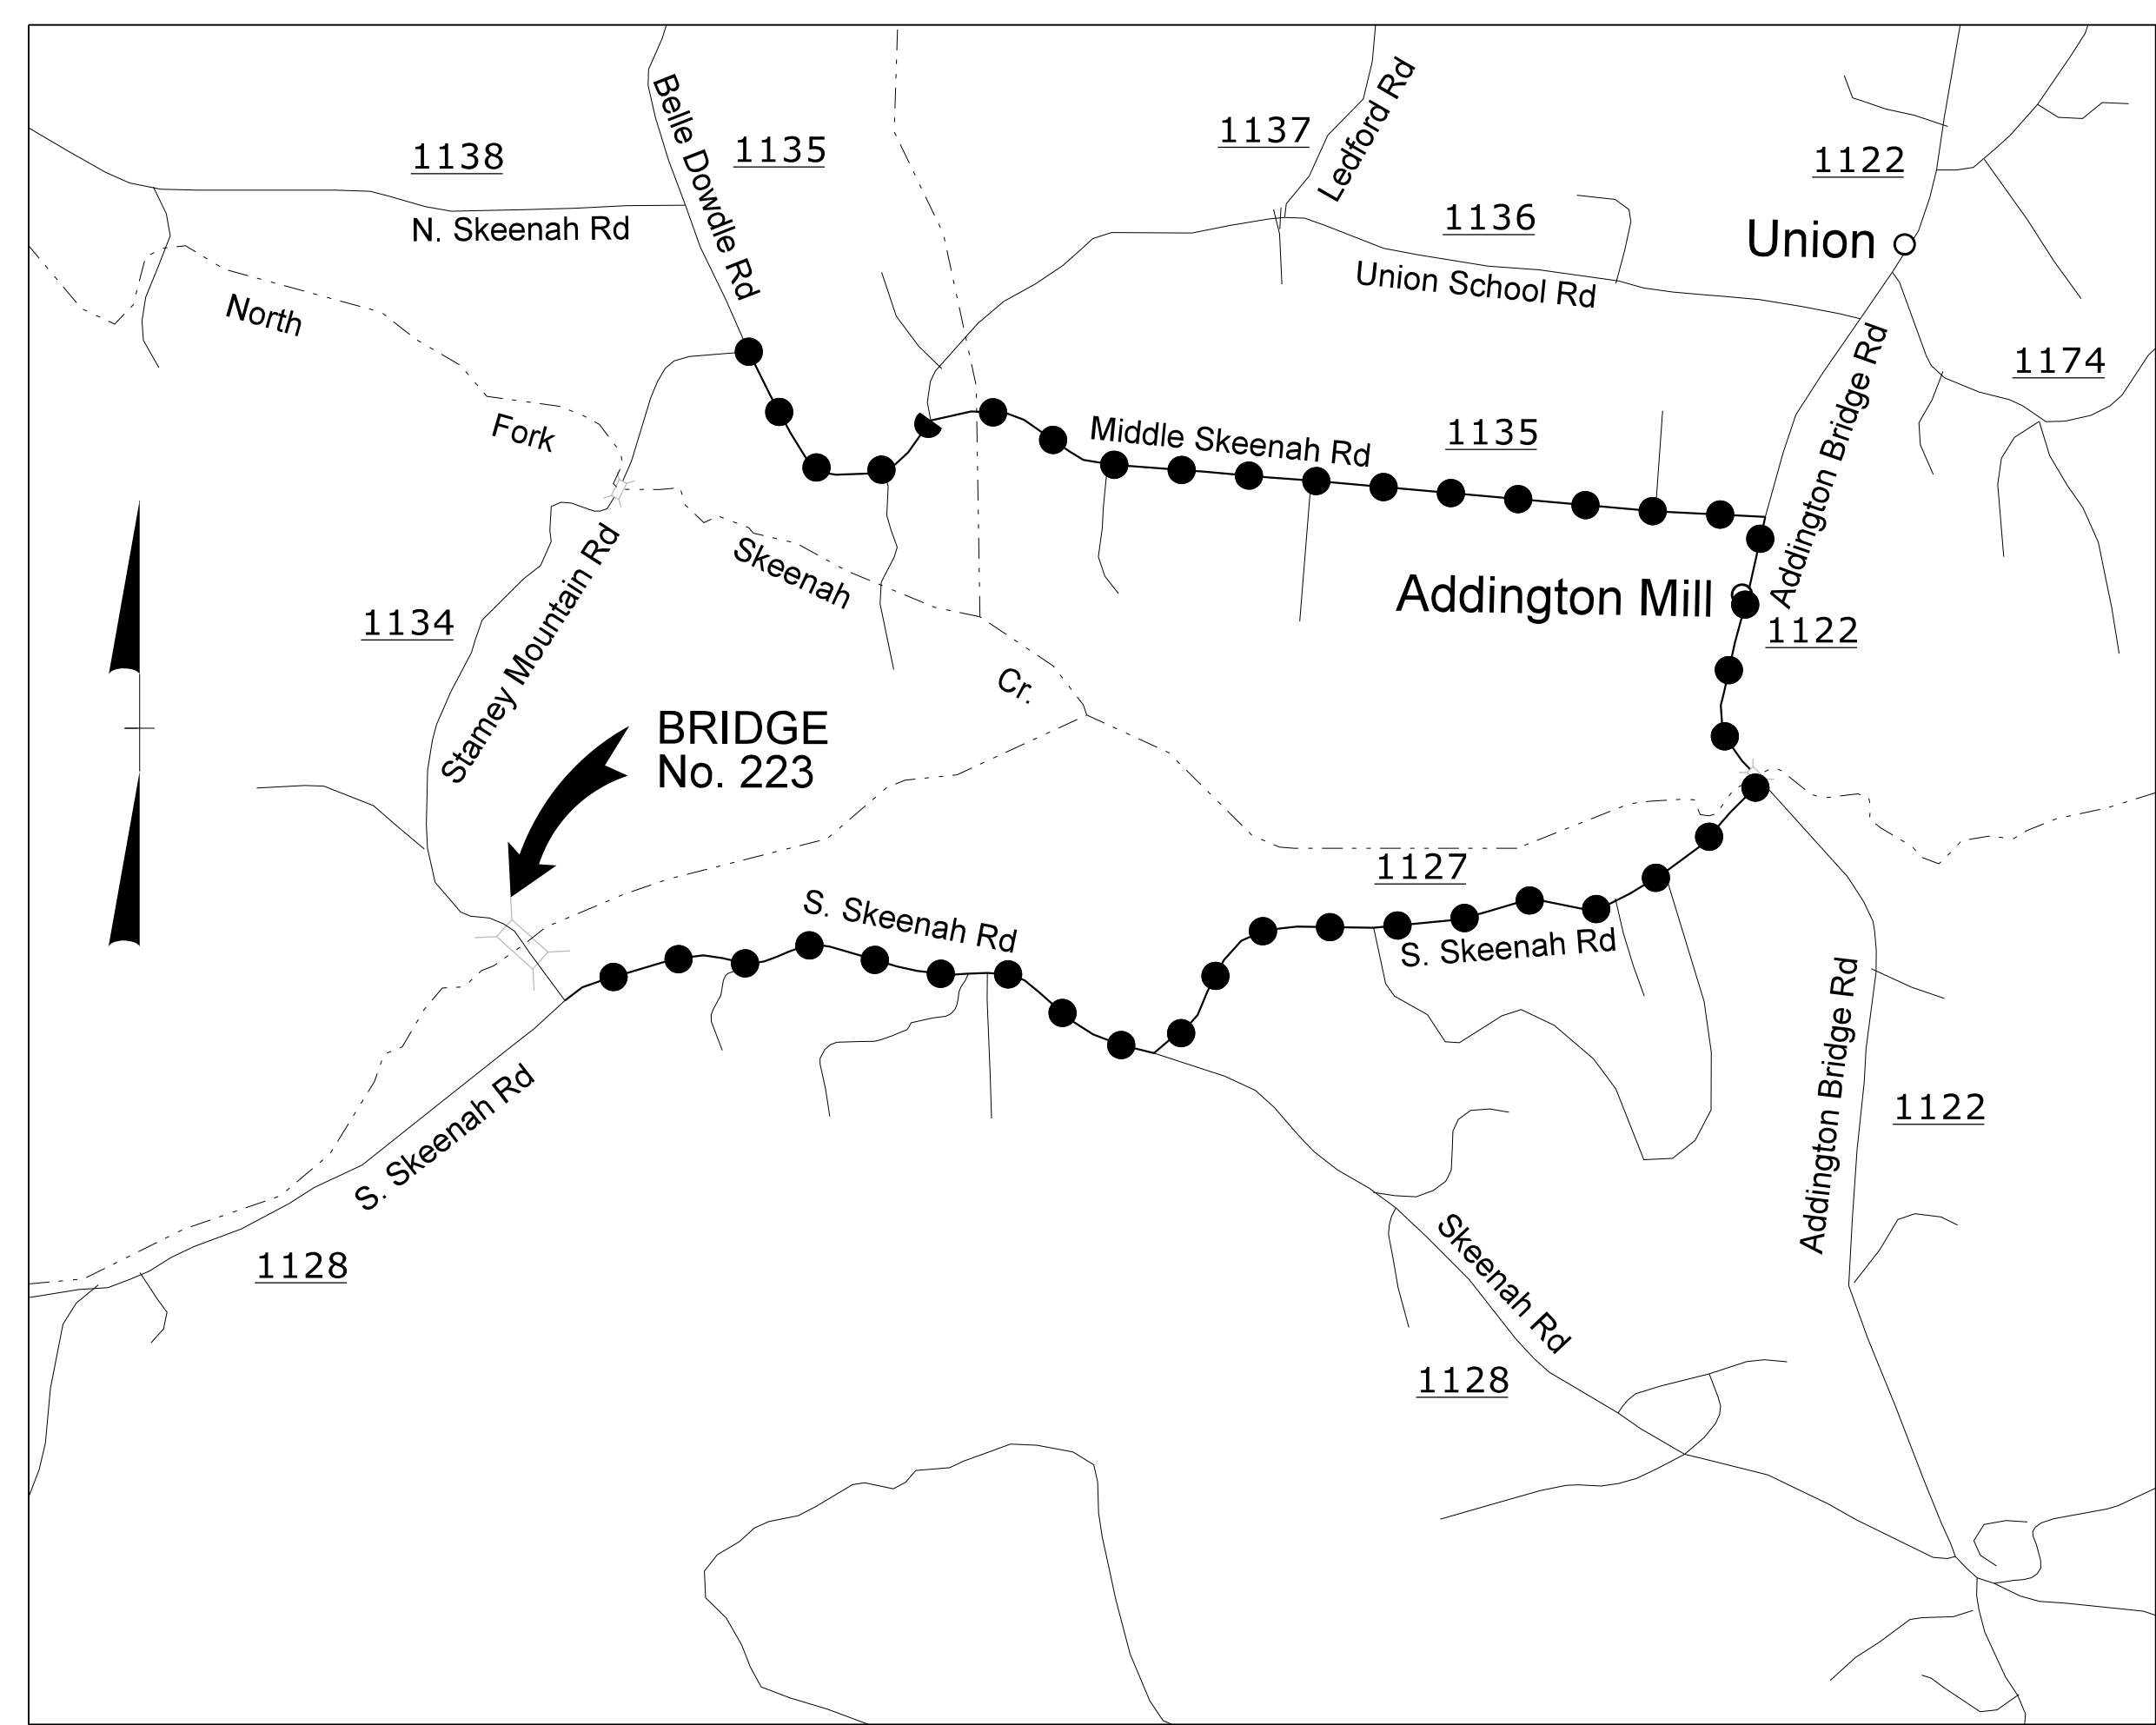 Belle Dowdle Rd
1138
1135
1137
Ledford Rd
1122
N. Skeenah Rd
1136
Union
North
Union School Rd
1174
Fork
Middle Skeenah Rd
1135
Addington Bridge Rd
Skeenah
Stamey Mountain Rd
1134
Addington Mill
1122
Cr.
BRIDGE
No. 223
1127
S. Skeenah Rd
S. Skeenah Rd
Addington Bridge Rd
S. Skeenah Rd
1122
1128
Skeenah Rd
1128